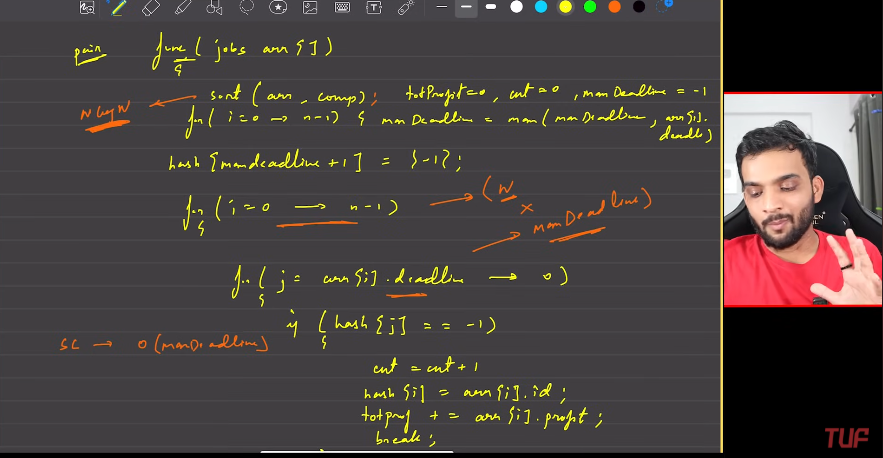 pair func ( jobs arr[] )
{
NlogN ← sort ( arr, comp); totProfit=0, cnt=0, maxDeadline = -1
for( i=0 → n-1) { maxDeadline = max( maxDeadline, arr[i].
deadl)
hash [maxdeadline +1] = {-1};
for ( i=0 → n-1) → (N
{
× maxDeadline)
for( j = arr[i].deadline → 0)
{
if ( hash [j] == -1)
{
SC → O(maxDeadline)
cnt = cnt + 1
hash [j] = arr[i].id ;
totprof += arr[i].profit ;
break;
TUF